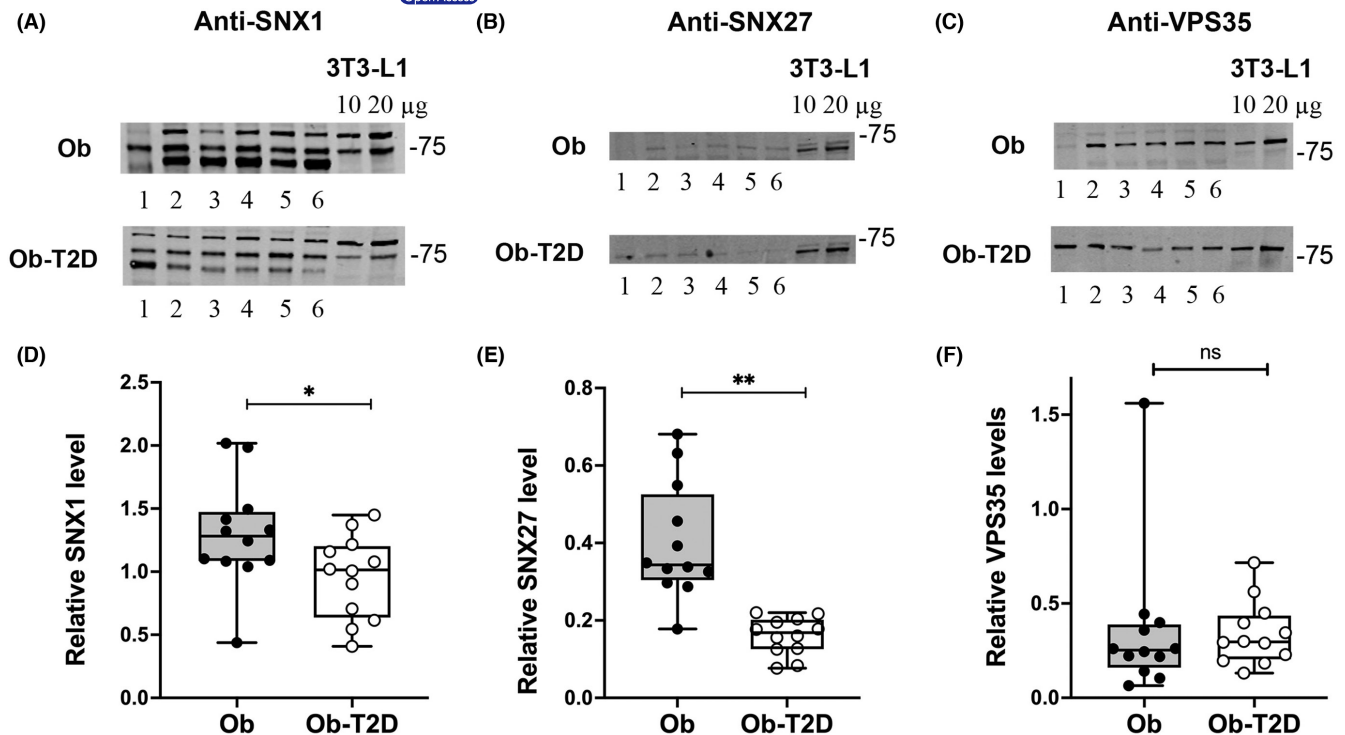 Open Access
(A) Anti-SNX1
3T3-L1
10 20 µg
Ob
-75
1 2 3 4 5 6
Ob-T2D
-75
1 2 3 4 5 6
(B) Anti-SNX27
3T3-L1
10 20 µg
Ob
-75
1 2 3 4 5 6
Ob-T2D
-75
1 2 3 4 5 6
(C) Anti-VPS35
3T3-L1
10 20 µg
Ob
-75
1 2 3 4 5 6
Ob-T2D
-75
1 2 3 4 5 6
(D)
Relative SNX1 level
2.5
2.0
1.5
1.0
0.5
0.0
*
Ob Ob-T2D
(E)
Relative SNX27 level
0.8
0.6
0.4
0.2
0.0
**
Ob Ob-T2D
(F)
Relative VPS35 levels
1.5
1.0
0.5
0.0
ns
Ob Ob-T2D